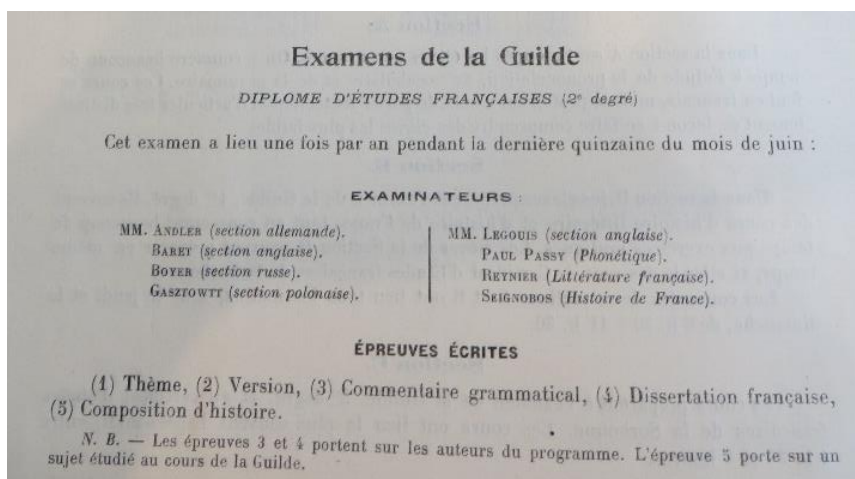 Examens de la Guilde
DIPLOME D'ÉTUDES FRANÇAISES (2e degré)
Cet examen a lieu une fois par an pendant la dernière quinzaine du mois de juin :
EXAMINATEURS :
MM. ANDLER (section allemande).
BARET (section anglaise).
BOYER (section russe).
GASZTOWTT (section polonaise).
MM. LEGOUIS (section anglaise).
PAUL PASSY (Phonétique).
REYNIER (Littérature française).
SEIGNOBOS (Histoire de France).
ÉPREUVES ÉCRITES
(1) Thème, (2) Version, (3) Commentaire grammatical, (4) Dissertation française,
(5) Composition d'histoire.
N. B. — Les épreuves 3 et 4 portent sur les auteurs du programme. L'épreuve 5 porte sur un
sujet étudié au cours de la Guilde.